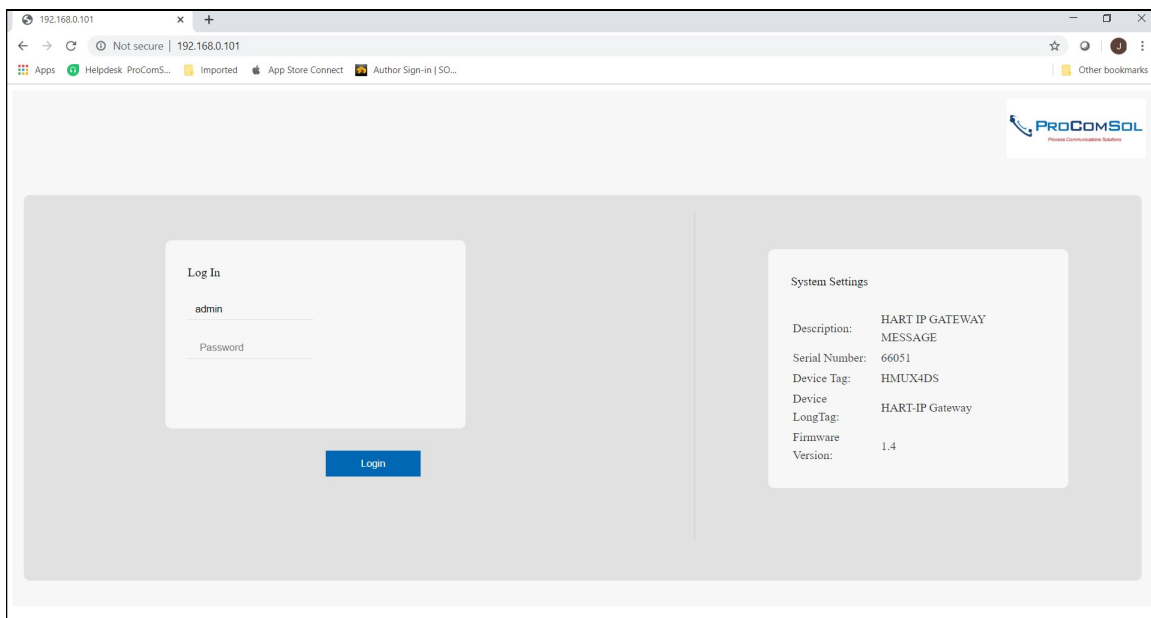 192.168.0.101
Not secure | 192.168.0.101
J
Apps Helpdesk ProComS... Imported App Store Connect Author Sign-in | SO... Other bookmarks
PROCOMSOL
Process Communications Solutions
Log In
admin
Password
Login
System Settings
Description: HART IP GATEWAY
MESSAGE
Serial Number: 66051
Device Tag: HMUX4DS
Device
LongTag: HART-IP Gateway
Firmware
Version: 1.4